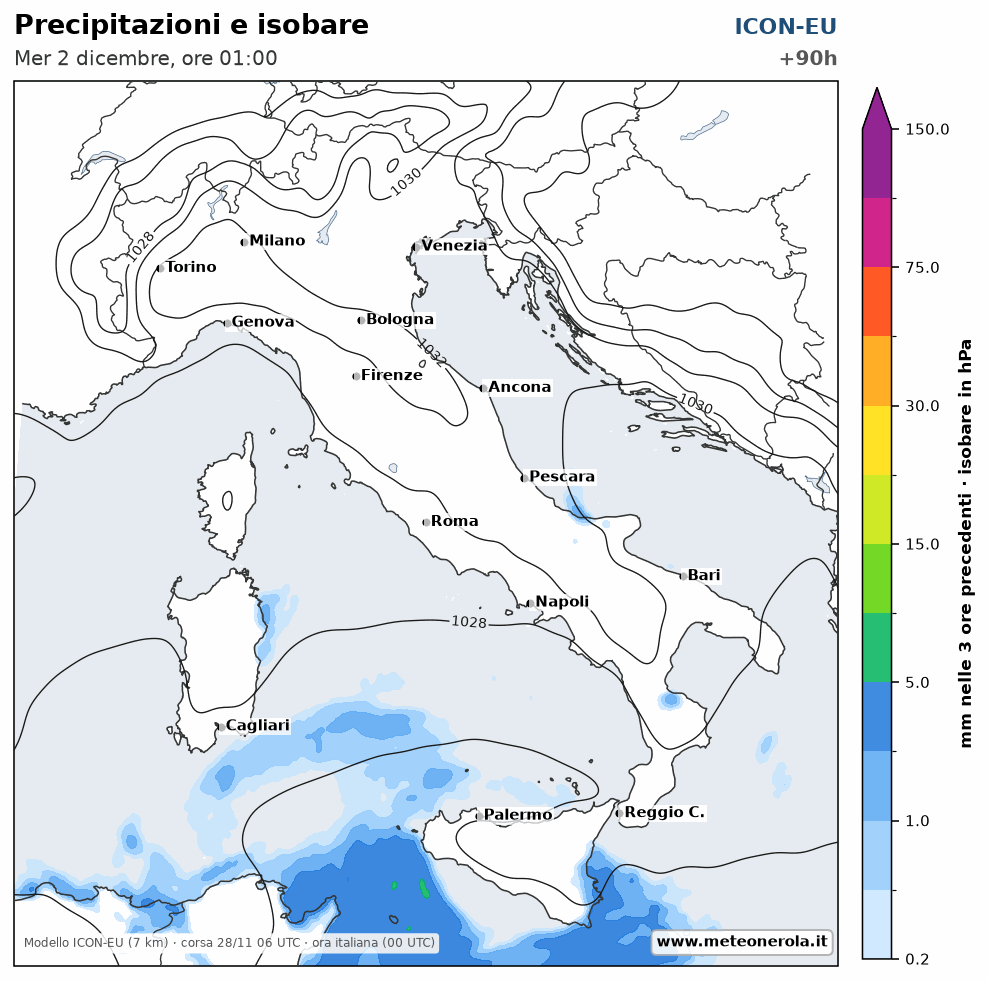 Precipitazioni e isobare
ICON-EU
Mer 2 dicembre, ore 01:00
+90h
1030
1028
Milano
Venezia
Torino
Genova
Bologna
1032
Firenze
Ancona
1030
Pescara
Roma
Bari
Napoli
1028
Cagliari
Palermo
Reggio C.
Modello ICON-EU (7 km) · corsa 28/11 06 UTC · ora italiana (00 UTC)
www.meteonerola.it
150.0
75.0
30.0
15.0
5.0
1.0
0.2
mm nelle 3 ore precedenti · isobare in hPa